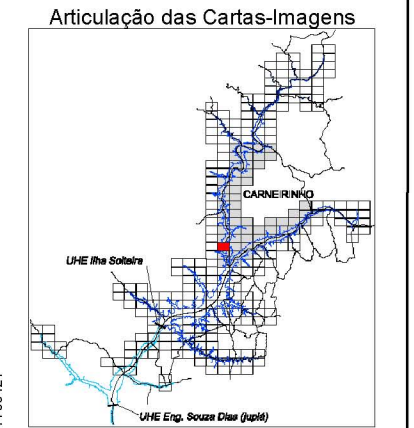 Articulação das Cartas-Imagens
CARNEIRINHO
UHE Ilha Solteira
UHE Eng. Souza Dias (jupiá)